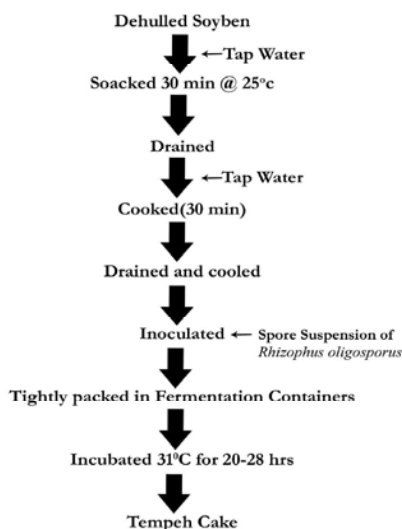 Dehulled Soyben
←Tap Water
Soacked 30 min @ 25°c
Drained
←Tap Water
Cooked(30 min)
Drained and cooled
Inoculated ← Spore Suspension of
Rhizophus oligosporus
Tightly packed in Fermentation Containers
Incubated 31°C for 20-28 hrs
Tempeh Cake